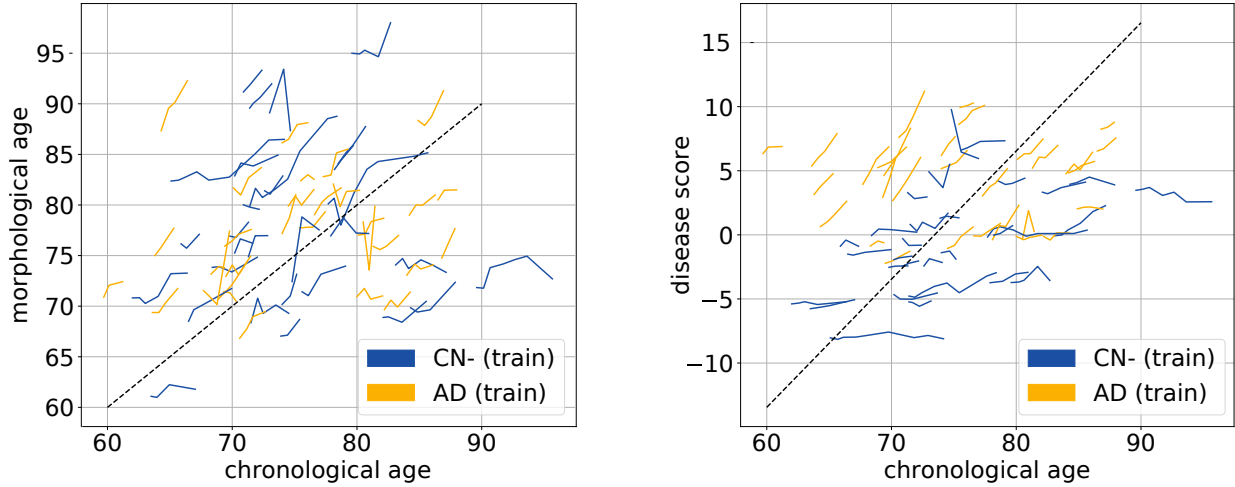 95
90
85
80
75
70
65
60
morphological age
60
70
80
90
chronological age
CN- (train)
AD (train)
15
10
5
0
−5
−10
disease score
60
70
80
90
chronological age
CN- (train)
AD (train)